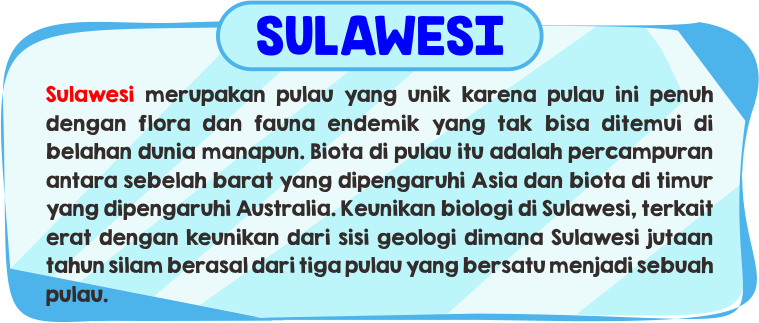 SULAWESI
Sulawesi merupakan pulau yang unik karena pulau ini penuh
dengan flora dan fauna endemik yang tak bisa ditemui di
belahan dunia manapun. Biota di pulau itu adalah percampuran
antara sebelah barat yang dipengaruhi Asia dan biota di timur
yang dipengaruhi Australia. Keunikan biologi di Sulawesi, terkait
erat dengan keunikan dari sisi geologi dimana Sulawesi jutaan
tahun silam berasal dari tiga pulau yang bersatu menjadi sebuah
pulau.